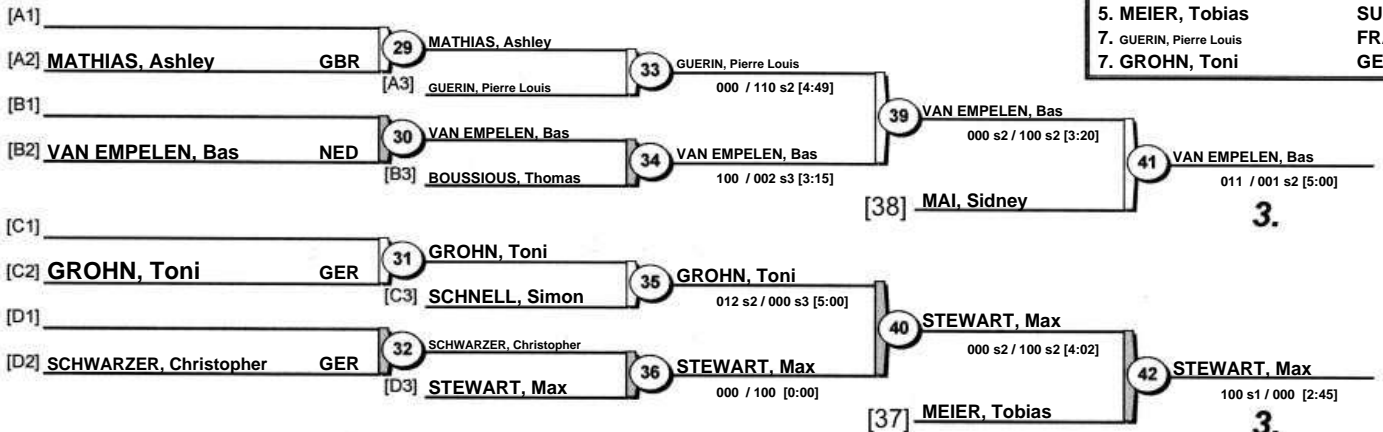 5. MEIER, Tobias
7. GUERIN, Pierre Louis
7. GROHN, Toni GE
[A1]
[A2] MATHIAS, Ashley GBR
29
MATHIAS, Ashley
[A3] GUERIN, Pierre Louis
33
GUERIN, Pierre Louis
000 / 110 s2 [4:49]
[B1]
[B2] VAN EMPELEN, Bas NED
30
VAN EMPELEN, Bas
[B3] BOUSSIOUS, Thomas
34
VAN EMPELEN, Bas
100 / 002 s3 [3:15]
39
VAN EMPELEN, Bas
000 s2 / 100 s2 [3:20]
[38] MAI, Sidney
41
VAN EMPELEN, Bas
011 / 001 s2 [5:00]
3.
[C1]
[C2] GROHN, Toni GER
31
GROHN, Toni
[C3] SCHNELL, Simon
35
GROHN, Toni
012 s2 / 000 s3 [5:00]
[D1]
[D2] SCHWARZER, Christopher GER
32
SCHWARZER, Christopher
[D3] STEWART, Max
36
STEWART, Max
000 / 100 [0:00]
40
STEWART, Max
000 s2 / 100 s2 [4:02]
[37] MEIER, Tobias
42
STEWART, Max
100 s1 / 000 [2:45]
3.